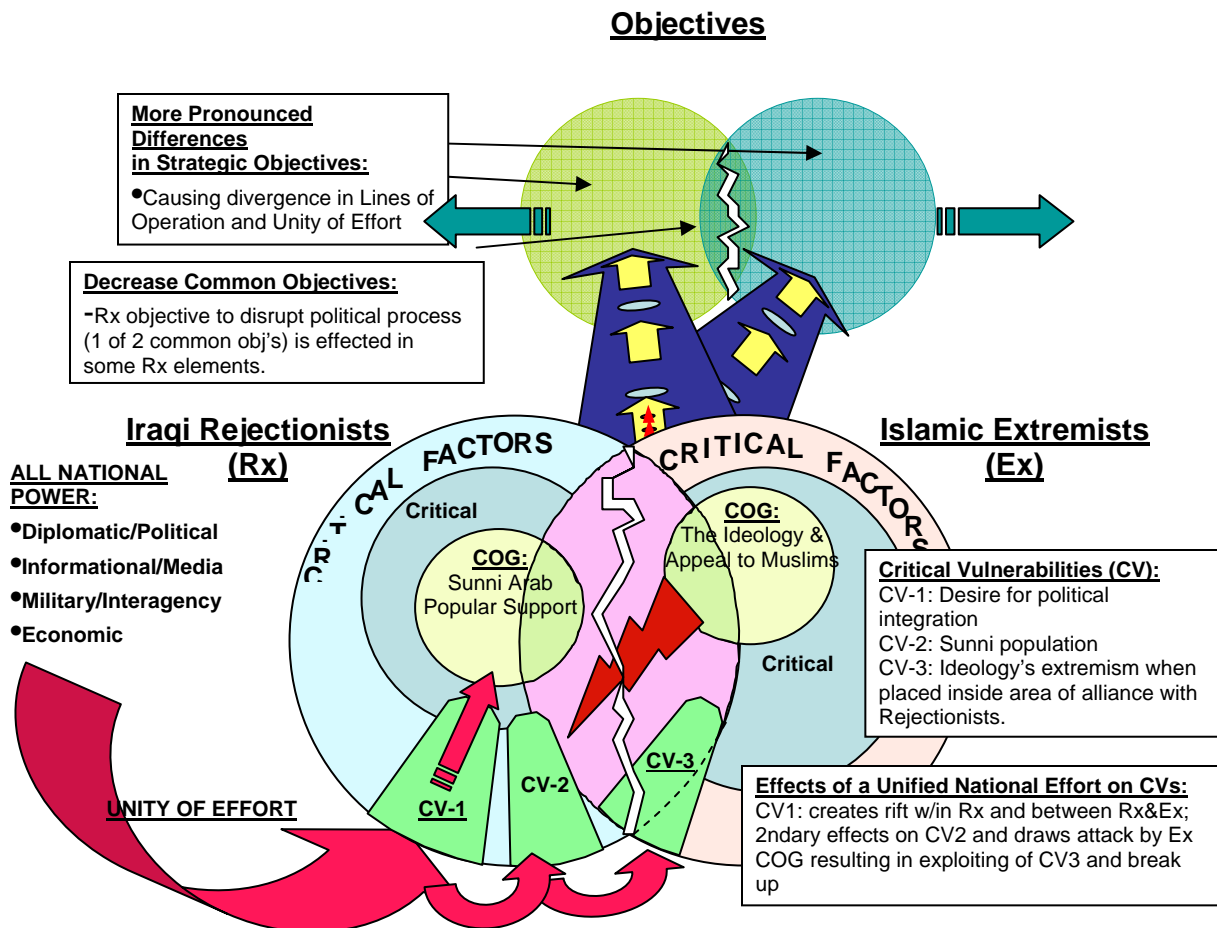 Objectives
More Pronounced
Differences
in Strategic Objectives:
•Causing divergence in Lines of
Operation and Unity of Effort
Decrease Common Objectives:
-Rx objective to disrupt political process
(1 of 2 common obj's) is effected in
some Rx elements.
Iraqi Rejectionists
(Rx)
Islamic Extremists
(Ex)
ALL NATIONAL
POWER:
•Diplomatic/Political
•Informational/Media
•Military/Interagency
•Economic
UNITY OF EFFORT
CRITICAL FACTORS
Critical
COG:
Sunni Arab
Popular Support
CRITICAL FACTORS
COG:
The Ideology &
Appeal to Muslims
Critical
CV-1
CV-2
CV-3
Critical Vulnerabilities (CV):
CV-1: Desire for political
integration
CV-2: Sunni population
CV-3: Ideology's extremism when
placed inside area of alliance with
Rejectionists.
Effects of a Unified National Effort on CVs:
CV1: creates rift w/in Rx and between Rx&Ex;
2ndary effects on CV2 and draws attack by Ex
COG resulting in exploiting of CV3 and break
up